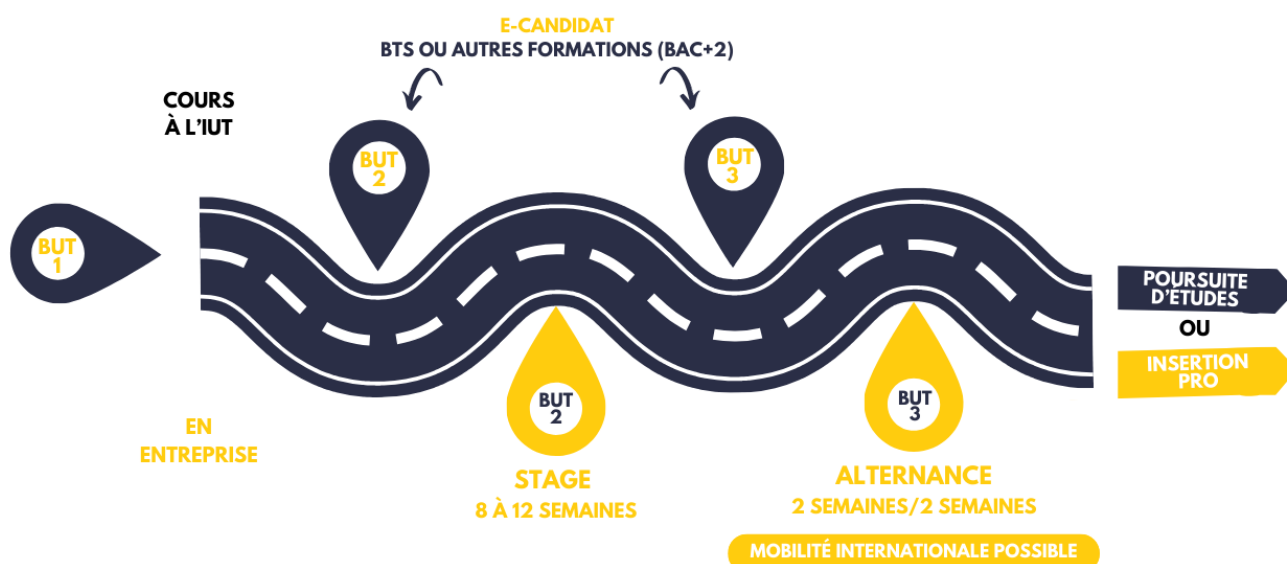 E-CANDIDAT
BTS OU AUTRES FORMATIONS (BAC+2)
COURS
À L'IUT
BUT
2
BUT
3
BUT
1
POURSUITE
D'ÉTUDES
OU
INSERTION
PRO
BUT
2
BUT
3
EN
ENTREPRISE
STAGE
8 À 12 SEMAINES
ALTERNANCE
2 SEMAINES/2 SEMAINES
MOBILITÉ INTERNATIONALE POSSIBLE